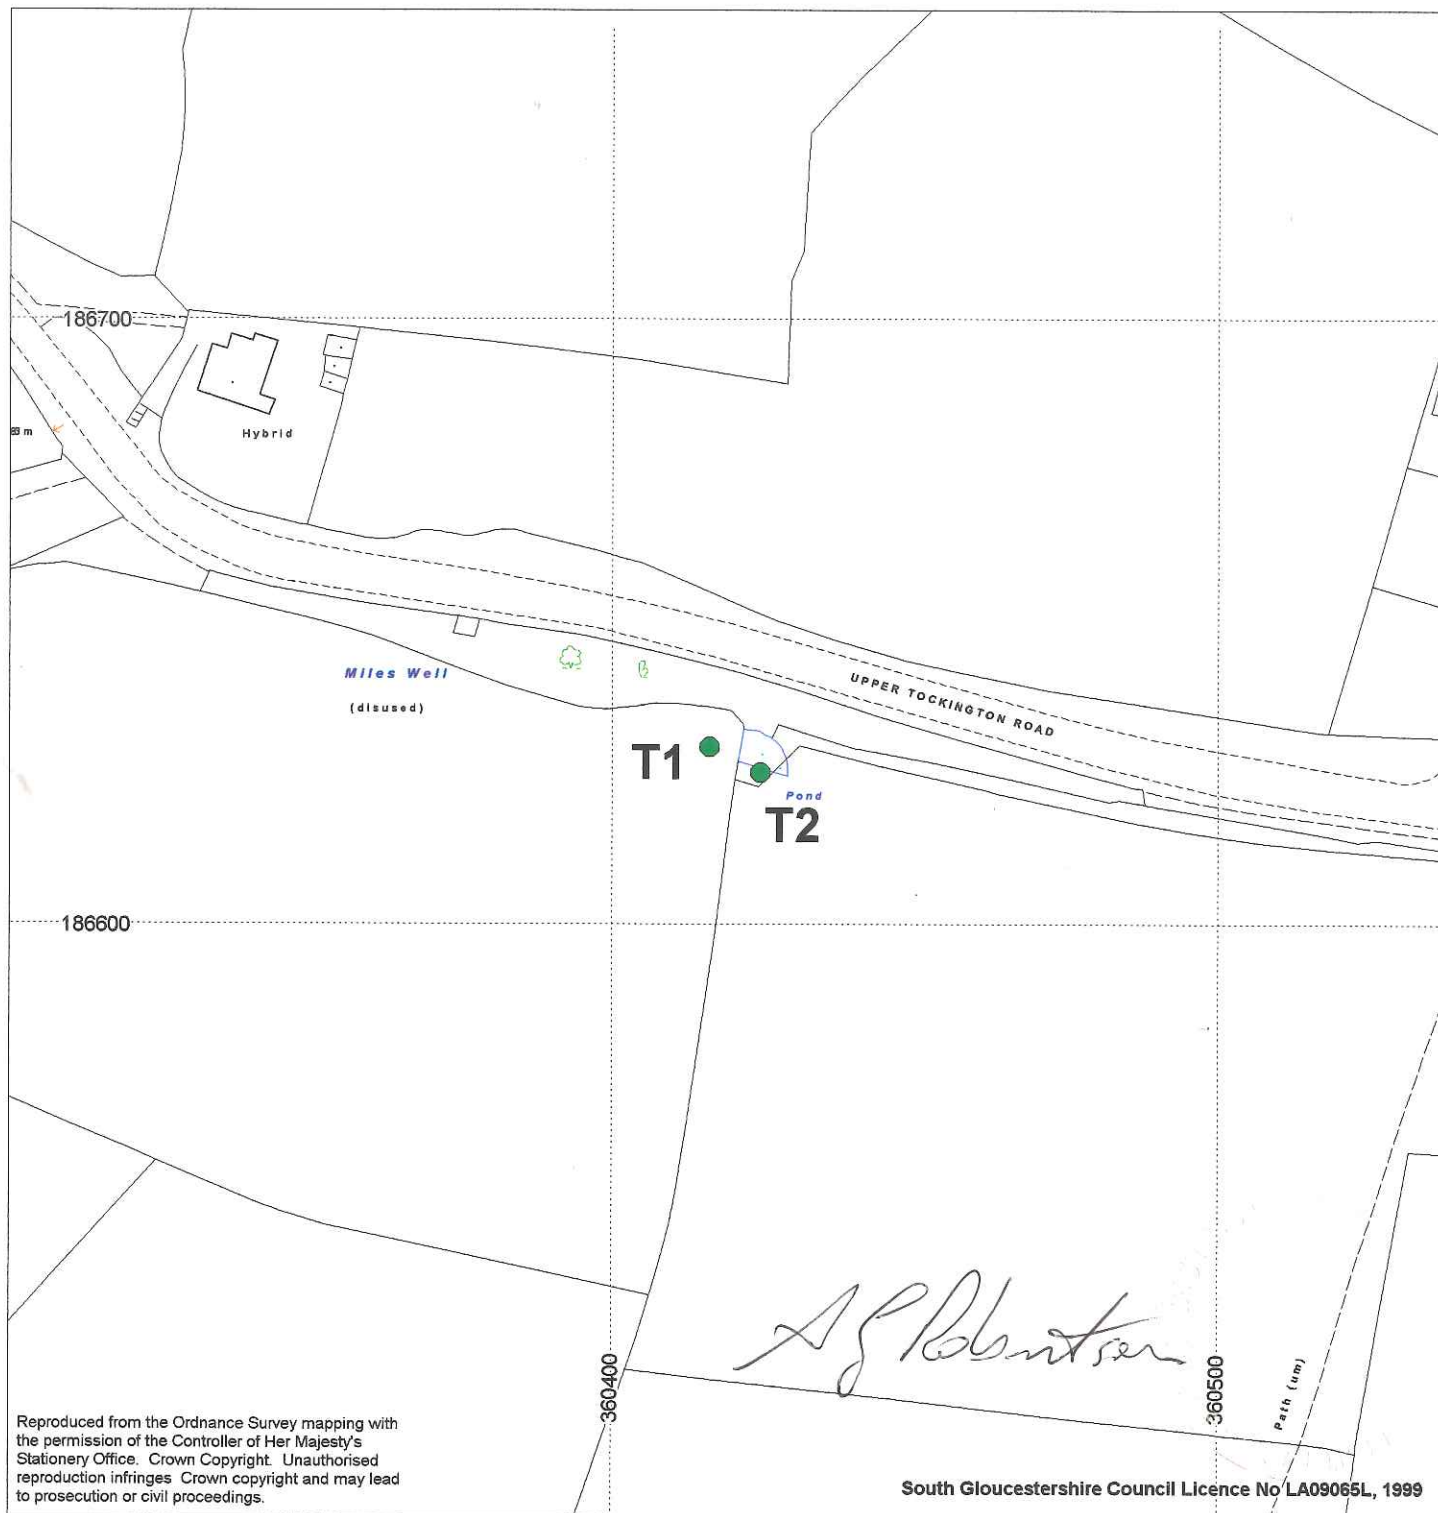 186700
83m
Hybrid
Miles Well
(disused)
UPPER TOCKINGTON ROAD
T1
Pond
T2
186600
A G Robertson
360400
360500
Path (um)
Reproduced from the Ordnance Survey mapping with
the permission of the Controller of Her Majesty's
Stationery Office. Crown Copyright. Unauthorised
reproduction infringes Crown copyright and may lead
to prosecution or civil proceedings.
South Gloucestershire Council Licence No LA09065L, 1999